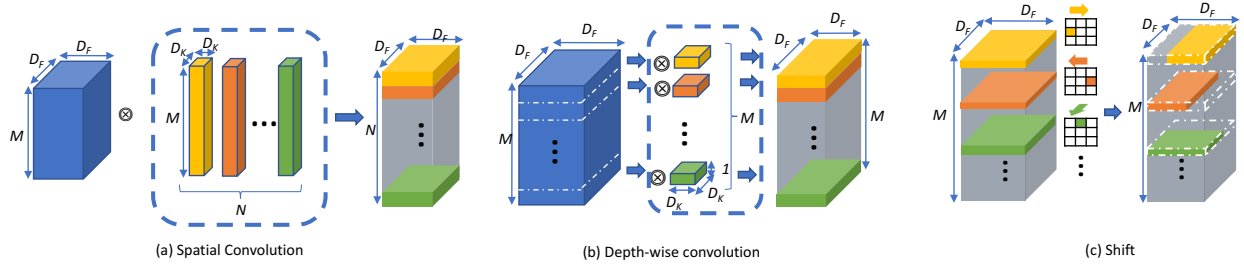 D_F
D_F
M
⊗
D_K
D_K
M
...
N
D_F
D_F
N
(a) Spatial Convolution
D_F
D_F
M
⊗
⊗
⊗
M
1
D_K
D_K
D_F
D_F
M
(b) Depth-wise convolution
D_F
D_F
M
D_F
D_F
M
(c) Shift